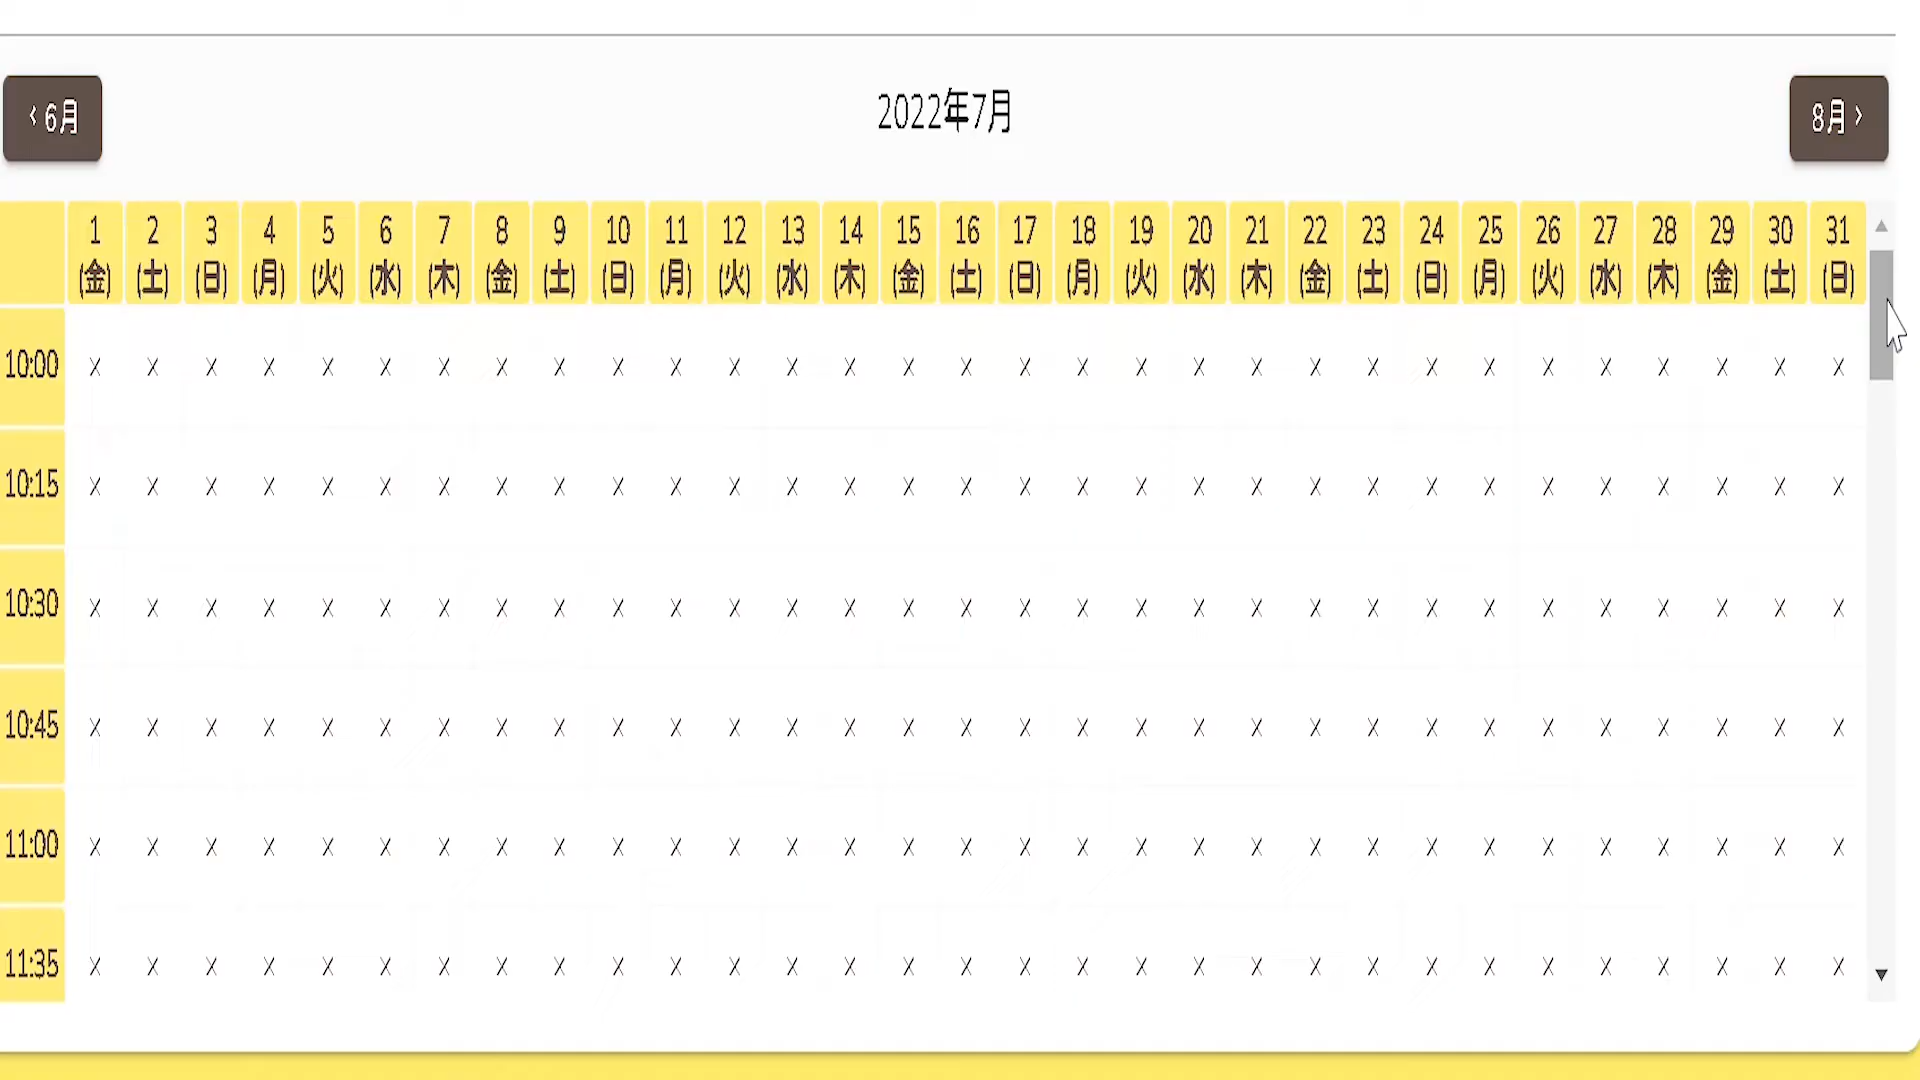 ‹ 6月 2022年7月 8月 ›
1 2 3 4 5 6 7 8 9 10 11 12 13 14 15 16 17 18 19 20 21 22 23 24 25 26 27 28 29 30 31
(金) (土) (日) (月) (火) (水) (木) (金) (土) (日) (月) (火) (水) (木) (金) (土) (日) (月) (火) (水) (木) (金) (土) (日) (月) (火) (水) (木) (金) (土) (日)
10:00 × × × × × × × × × × × × × × × × × × × × × × × × × × × × × × ×
10:15 × × × × × × × × × × × × × × × × × × × × × × × × × × × × × × ×
10:30 × × × × × × × × × × × × × × × × × × × × × × × × × × × × × × ×
10:45 × × × × × × × × × × × × × × × × × × × × × × × × × × × × × × ×
11:00 × × × × × × × × × × × × × × × × × × × × × × × × × × × × × × ×
11:35 × × × × × × × × × × × × × × × × × × × × × × × × × × × × × × ×